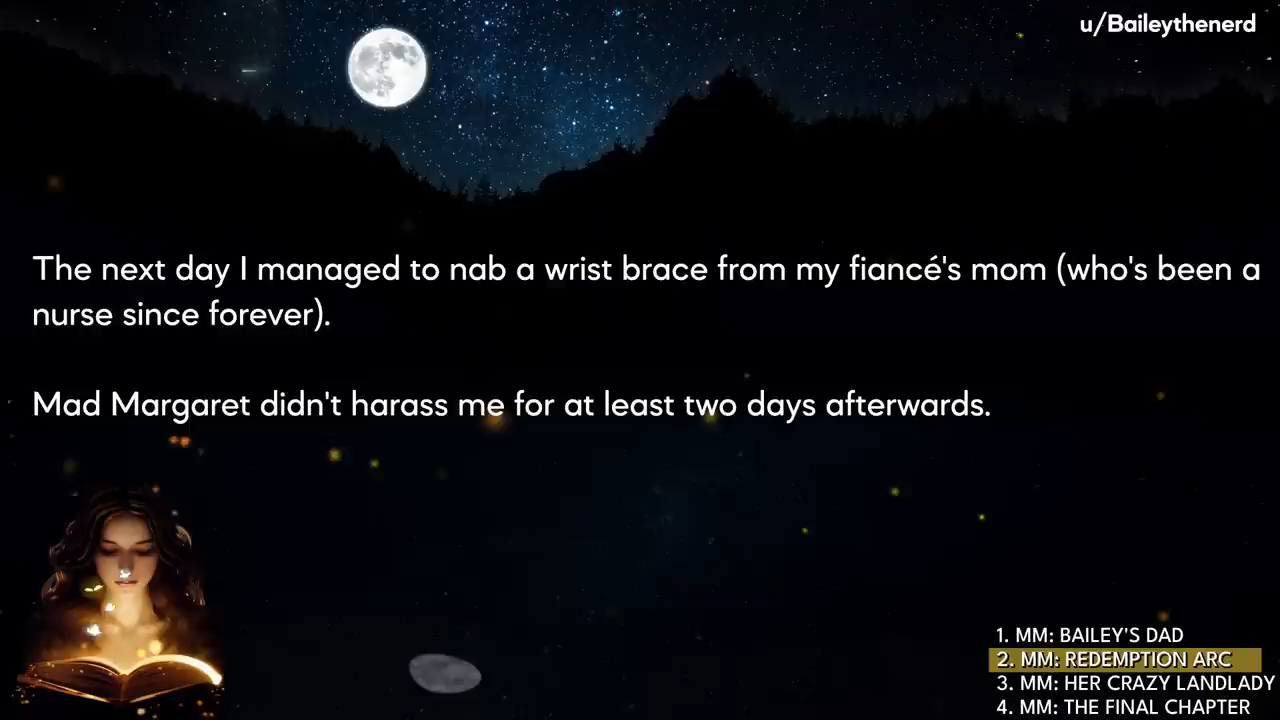 u/Baileythenerd
The next day I managed to nab a wrist brace from my fiancé's mom (who's been a
nurse since forever).
Mad Margaret didn't harass me for at least two days afterwards.
1. MM: BAILEY'S DAD
2. MM: REDEMPTION ARC
3. MM: HER CRAZY LANDLADY
4. MM: THE FINAL CHAPTER